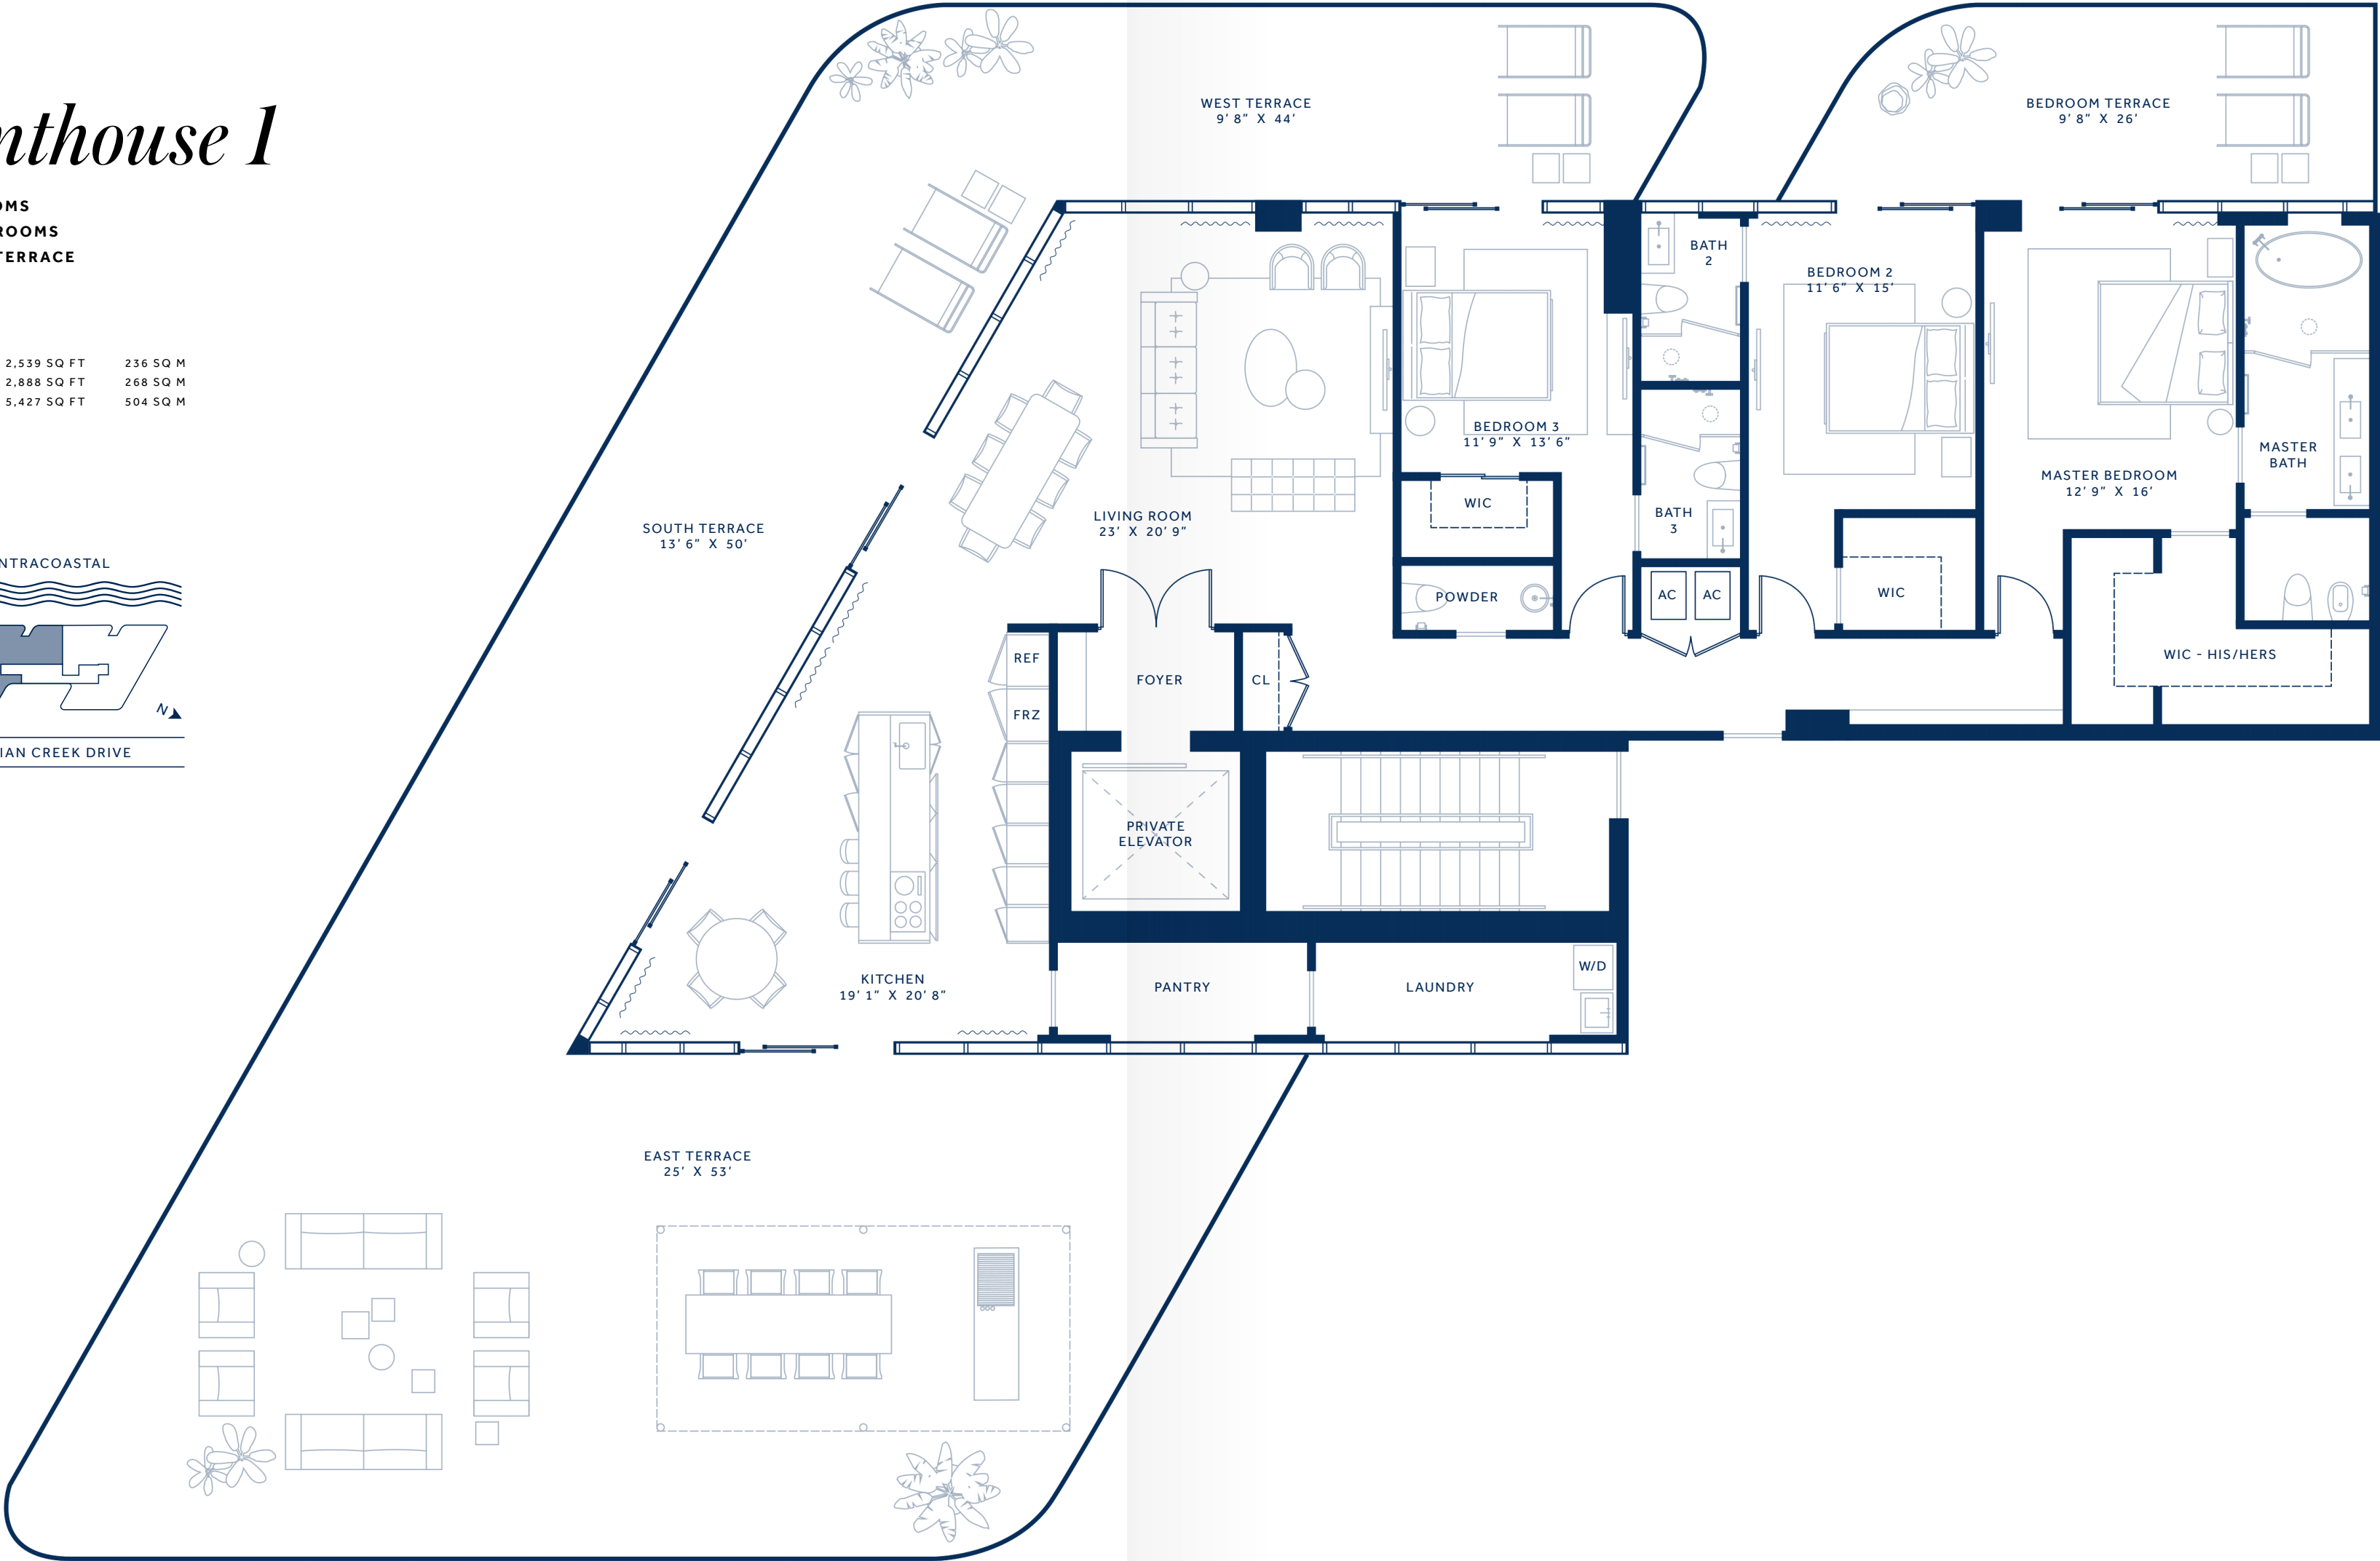 nthouse 1
OMS
ROOMS
TERRACE
2,539 SQ FT 236 SQ M
2,888 SQ FT 268 SQ M
5,427 SQ FT 504 SQ M
NTRACOASTAL
N
IAN CREEK DRIVE
WEST TERRACE
9' 8" X 44'
BEDROOM TERRACE
9' 8" X 26'
SOUTH TERRACE
13' 6" X 50'
LIVING ROOM
23' X 20' 9"
BEDROOM 3
11' 9" X 13' 6"
WIC
POWDER
BATH
2
BATH
3
AC AC
BEDROOM 2
11' 6" X 15'
WIC
MASTER BEDROOM
12' 9" X 16'
MASTER
BATH
WIC - HIS/HERS
REF
FRZ
FOYER
CL
PRIVATE
ELEVATOR
KITCHEN
19' 1" X 20' 8"
PANTRY
LAUNDRY
W/D
EAST TERRACE
25' X 53'